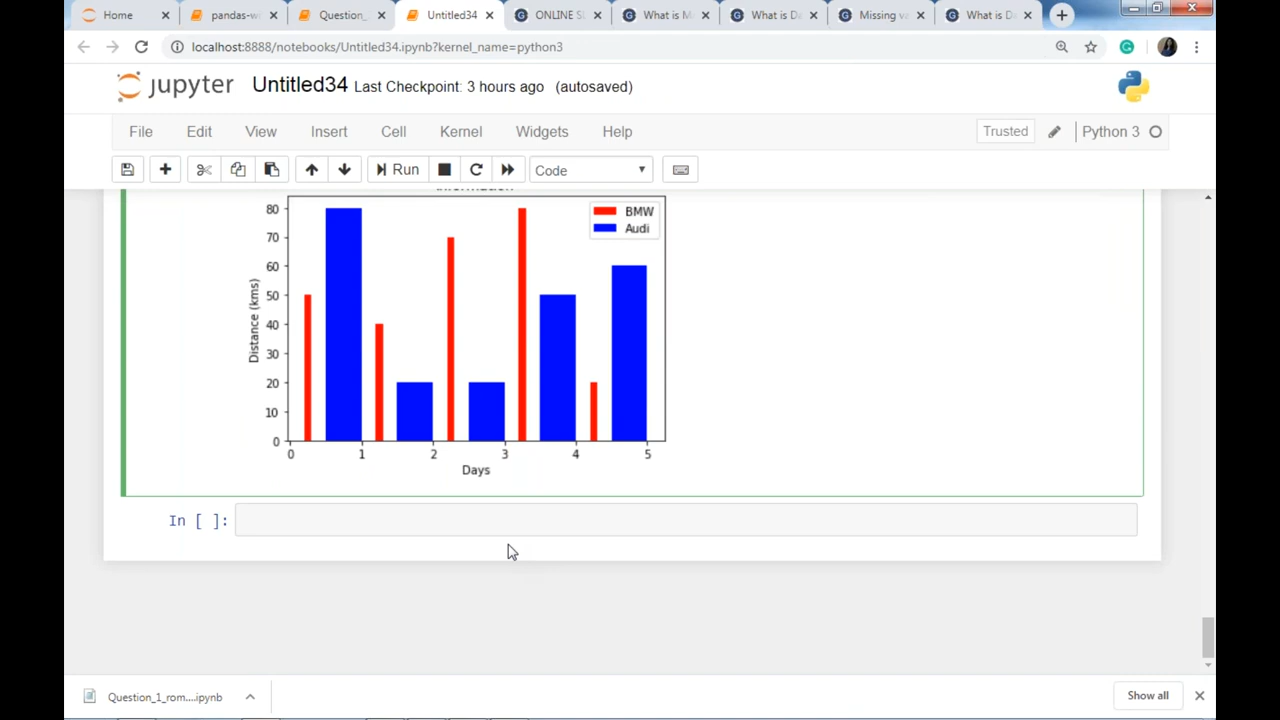 Home
pandas-w
Question_
Untitled34
ONLINE S
What is M
What is De
Missing va
What is D
localhost:8888/notebooks/Untitled34.ipynb?kernel_name=python3
jupyter Untitled34 Last Checkpoint: 3 hours ago (autosaved)
File Edit View Insert Cell Kernel Widgets Help Trusted Python 3
Run Code
80
70
60
50
40
30
20
10
0
Distance (kms)
BMW
Audi
0 1 2 3 4 5
Days
In [ ]:
Question_1_rom....ipynb
Show all